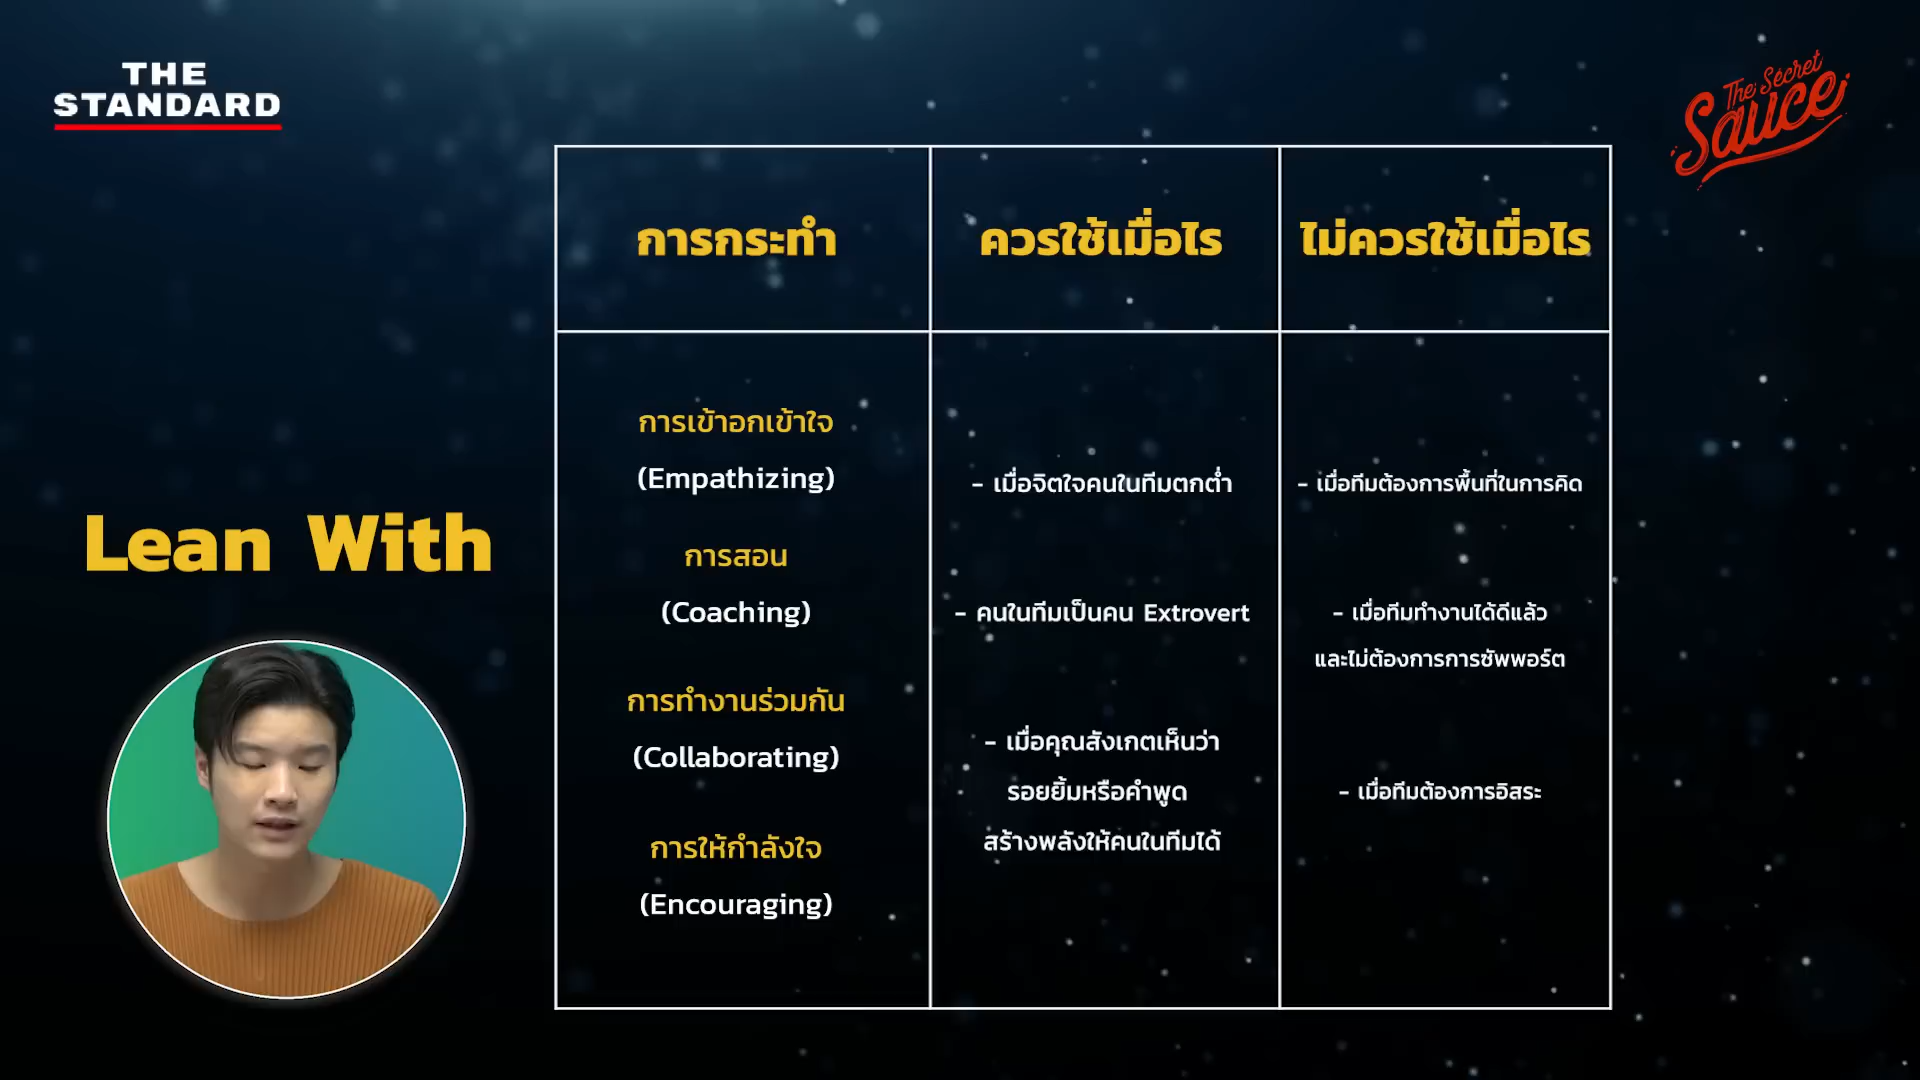 THE
STANDARD
The Secret
Sauce
Lean With
การกระทำ
ควรใช้เมื่อไร
ไม่ควรใช้เมื่อไร
การเข้าอกเข้าใจ
(Empathizing)
การสอน
(Coaching)
การทำงานร่วมกัน
(Collaborating)
การให้กำลังใจ
(Encouraging)
- เมื่อจิตใจคนในทีมตกต่ำ
- คนในทีมเป็นคน Extrovert
- เมื่อคุณสังเกตเห็นว่า
รอยยิ้มหรือคำพูด
สร้างพลังให้คนในทีมได้
- เมื่อทีมต้องการพื้นที่ในการคิด
- เมื่อทีมทำงานได้ดีแล้ว
และไม่ต้องการการซัพพอร์ต
- เมื่อทีมต้องการอิสระ